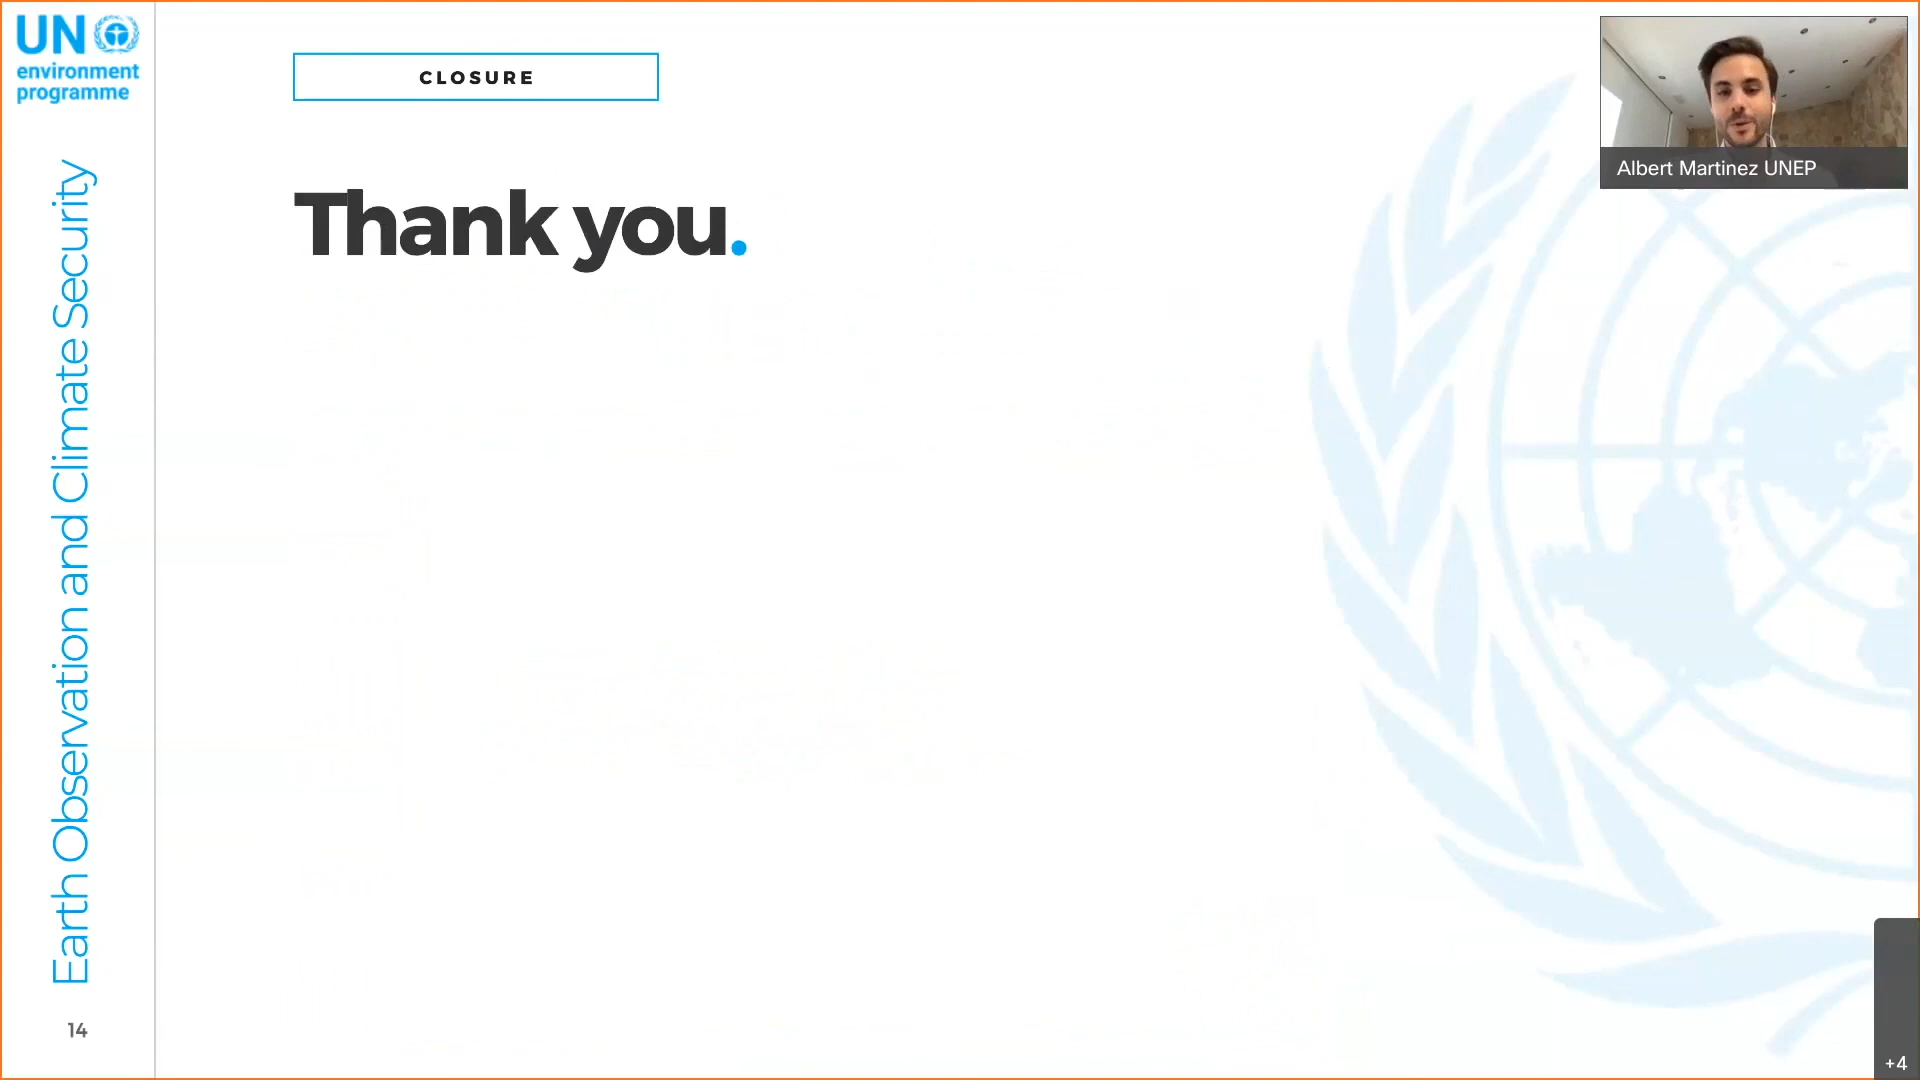 UN
environment
programme
CLOSURE
Thank you.
Albert Martinez UNEP
Earth Observation and Climate Security
14
+4